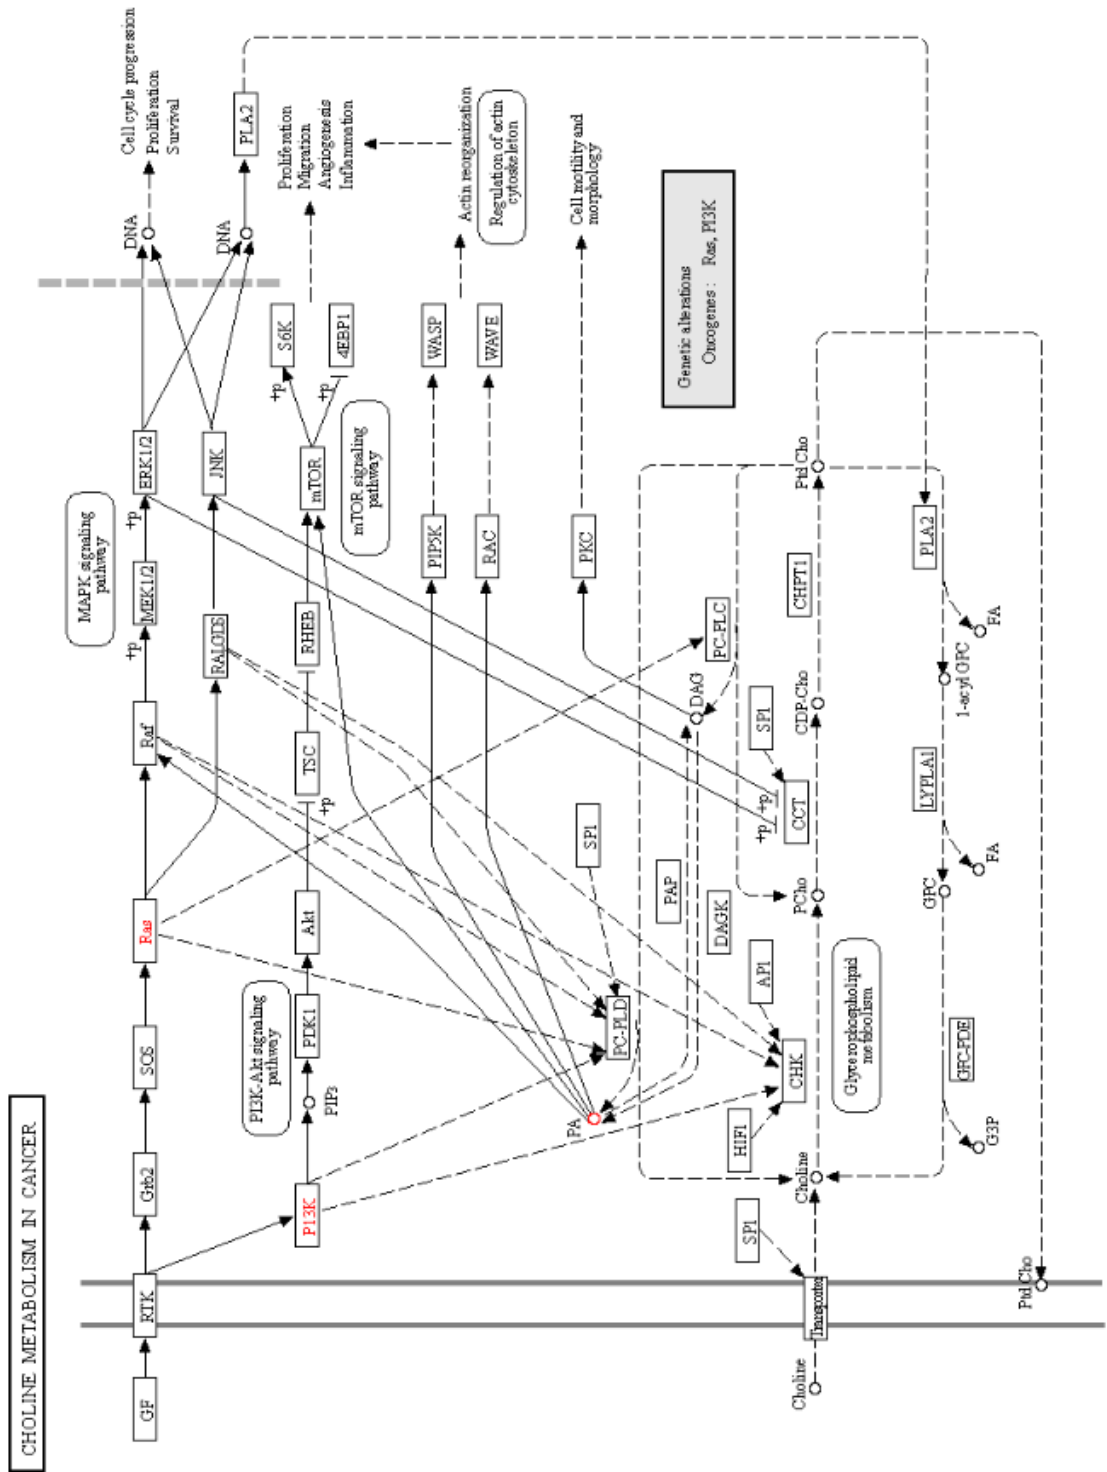 CHOLINE METABOLISM IN CANCER
GF
RTK
Grb2
SOS
Ras
Raf
+p
MEK1/2
+p
ERK1/2
MAPK signaling
pathway
DNA
Cell cycle progression
Proliferation
Survival
RALGDS
JNK
DNA
PLA2
PI3K-Akt signaling
pathway
P13K
PIP3
PDK1
Akt
+p
TSC
RHEB
mTOR
+p
S6K
+p
4EBP1
mTOR signaling
pathway
Proliferation
Migration
Angiogenesis
Inflammation
PIP5K
WASP
Actin reorganization
RAC
WAVE
Regulation of actin
cytoskeleton
PA
PC-PLD
SP1
PKC
Cell motility and
morphology
PAP
DAG
PC-PLC
DAGK
Genetic alterations
Oncogenes : Ras, PI3K
SP1
HIF1
CHK
AP1
+p
+p
CCT
SP1
CHPT1
Choline
Transporter
Choline
PCho
CDP-Cho
Ptd Cho
Glycerophospholipid
metabolism
GPC-PDE
GPC
LYPLA1
1-acyl GPC
PLA2
G3P
FA
FA
Ptd Cho